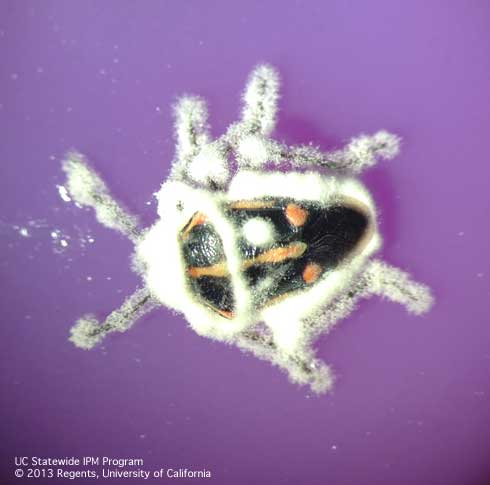 UC Statewide IPM Program
© 2013 Regents, University of California